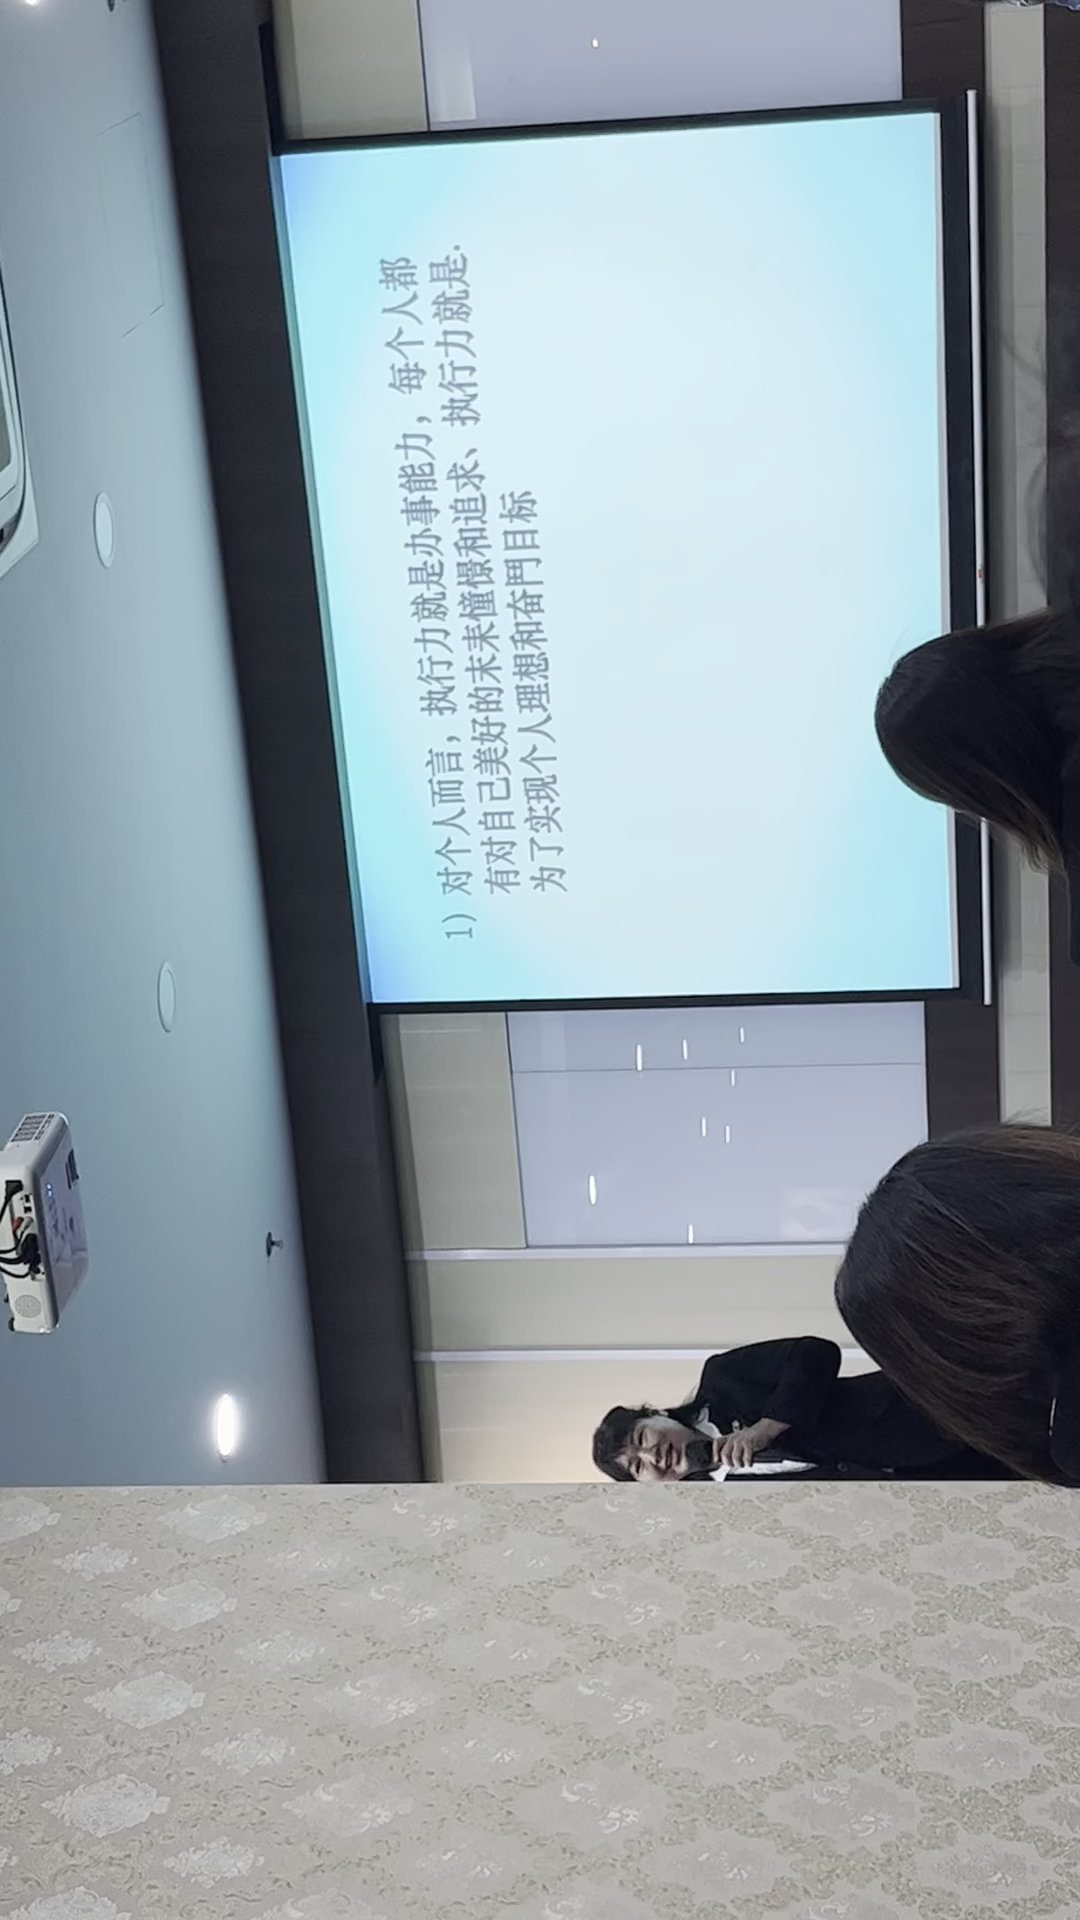 1）对个人而言，执行力就是办事能力，每个人都
有对自己美好的末来憧憬和追求、执行力就是.
为了实现个人理想和奋鬥目标